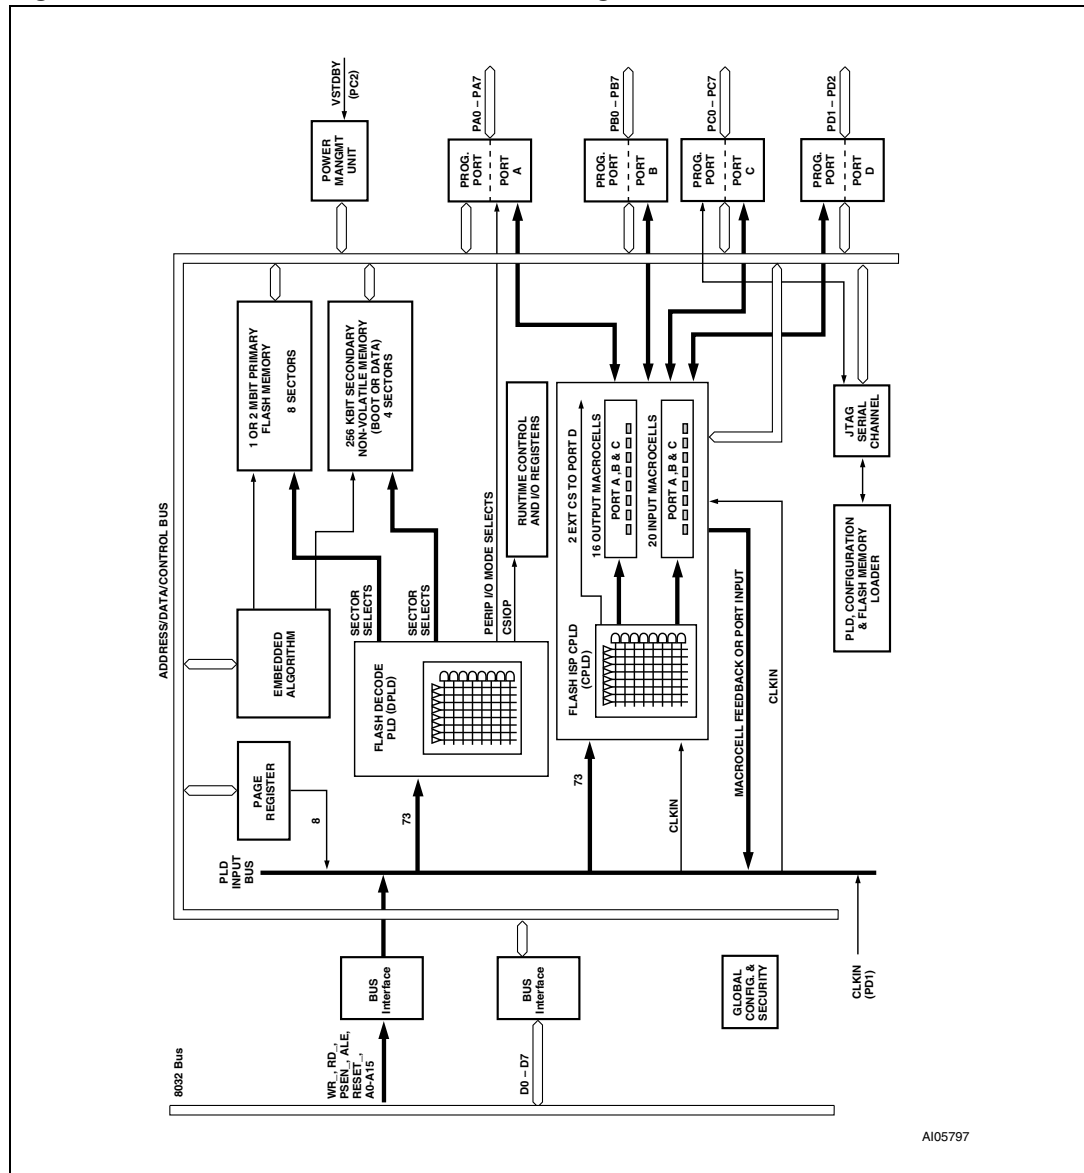 VSTDBY
(PC2)
PA0 – PA7
PB0 – PB7
PC0 – PC7
PD1 – PD2
POWER
MANGMT
UNIT
PROG.
PORT
PORT
A
PROG.
PORT
PORT
B
PROG.
PORT
PORT
C
PROG.
PORT
PORT
D
ADDRESS/DATA/CONTROL BUS
1 OR 2 MBIT PRIMARY
FLASH MEMORY
8 SECTORS
256 KBIT SECONDARY
NON-VOLATILE MEMORY
(BOOT OR DATA)
4 SECTORS
RUNTIME CONTROL
AND I/O REGISTERS
2 EXT CS TO PORT D
16 OUTPUT MACROCELLS
PORT A ,B & C
20 INPUT MACROCELLS
PORT A ,B & C
JTAG
SERIAL
CHANNEL
PLD, CONFIGURATION
& FLASH MEMORY
LOADER
SECTOR
SELECTS
SECTOR
SELECTS
PERIP I/O MODE SELECTS
CSIOP
EMBEDDED
ALGORITHM
FLASH DECODE
PLD (DPLD)
FLASH ISP CPLD
(CPLD)
MACROCELL FEEDBACK OR PORT INPUT
CLKIN
PAGE
REGISTER
8
73
73
CLKIN
PLD
INPUT
BUS
BUS
Interface
BUS
Interface
GLOBAL
CONFIG. &
SECURITY
CLKIN
(PD1)
8032 Bus
WR_, RD_,
PSEN_, ALE,
RESET_,
A0-A15
D0 – D7
AI05797